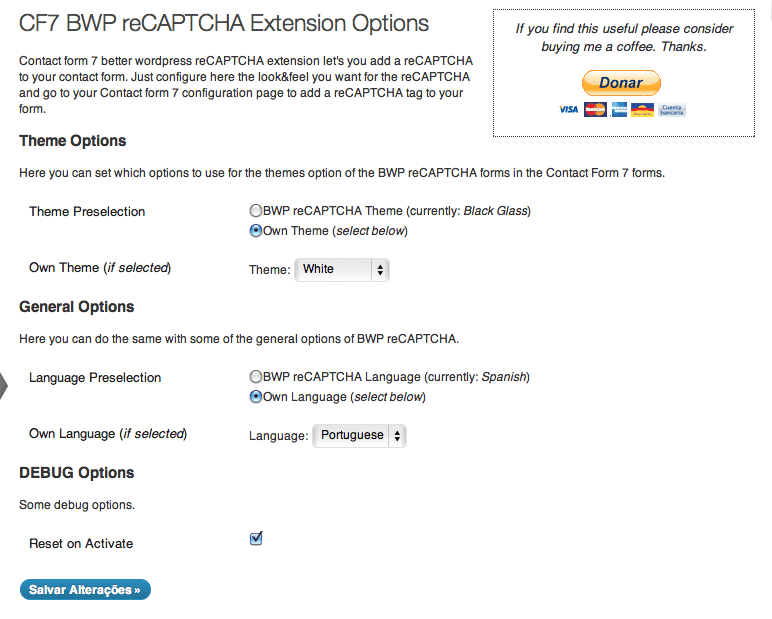 CF7 BWP reCAPTCHA Extension Options
If you find this useful please consider
buying me a coffee. Thanks.
Donar
VISA
Cuenta
bancaria
Contact form 7 better wordpress reCAPTCHA extension let's you add a reCAPTCHA
to your contact form. Just configure here the look&feel you want for the reCAPTCHA
and go to your Contact form 7 configuration page to add a reCAPTCHA tag to your
form.
Theme Options
Here you can set which options to use for the themes option of the BWP reCAPTCHA forms in the Contact Form 7 forms.
Theme Preselection
BWP reCAPTCHA Theme (currently: Black Glass)
Own Theme (select below)
Own Theme (if selected)
Theme: White
General Options
Here you can do the same with some of the general options of BWP reCAPTCHA.
Language Preselection
BWP reCAPTCHA Language (currently: Spanish)
Own Language (select below)
Own Language (if selected)
Language: Portuguese
DEBUG Options
Some debug options.
Reset on Activate
Salvar Alterações »